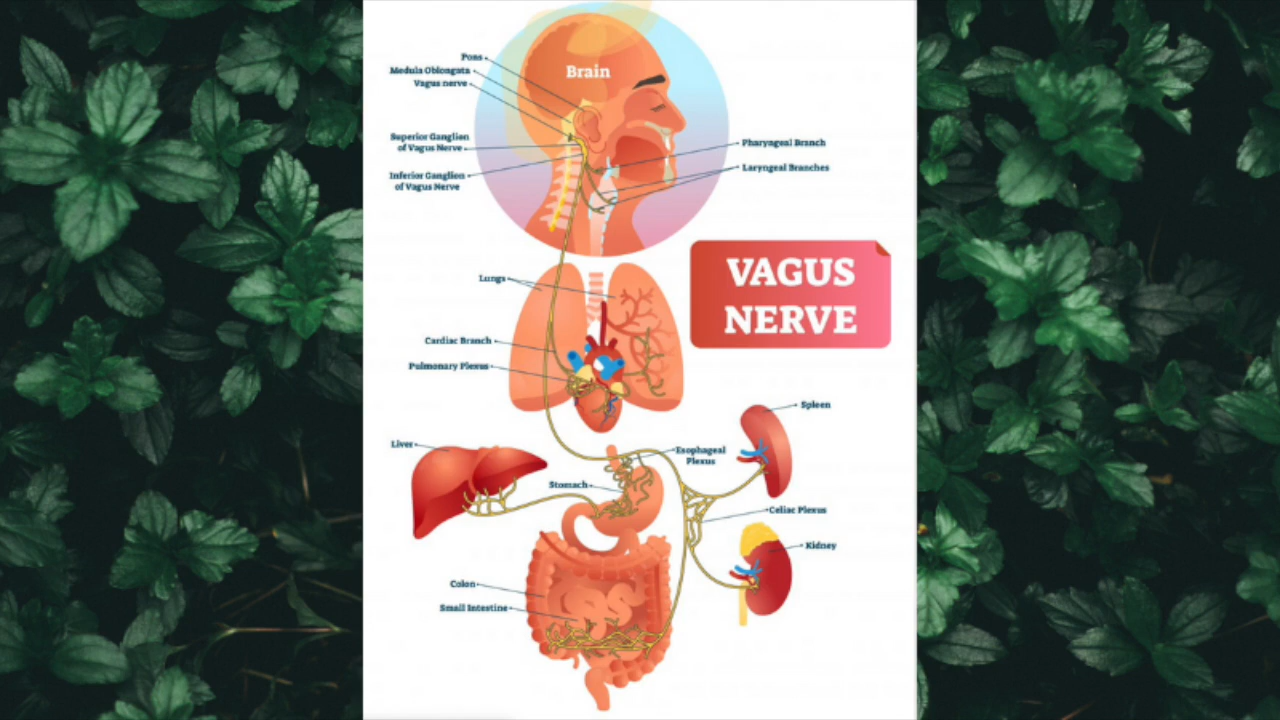 Brain
Pons
Medula Oblongata
Vagus nerve
Superior Ganglion
of Vagus Nerve
Inferior Ganglion
of Vagus Nerve
Pharyngeal Branch
Laryngeal Branches
VAGUS
NERVE
Lungs
Cardiac Branch
Pulmonary Plexus
Spleen
Liver
Esophageal
Plexus
Stomach
Celiac Plexus
Kidney
Colon
Small Intestine